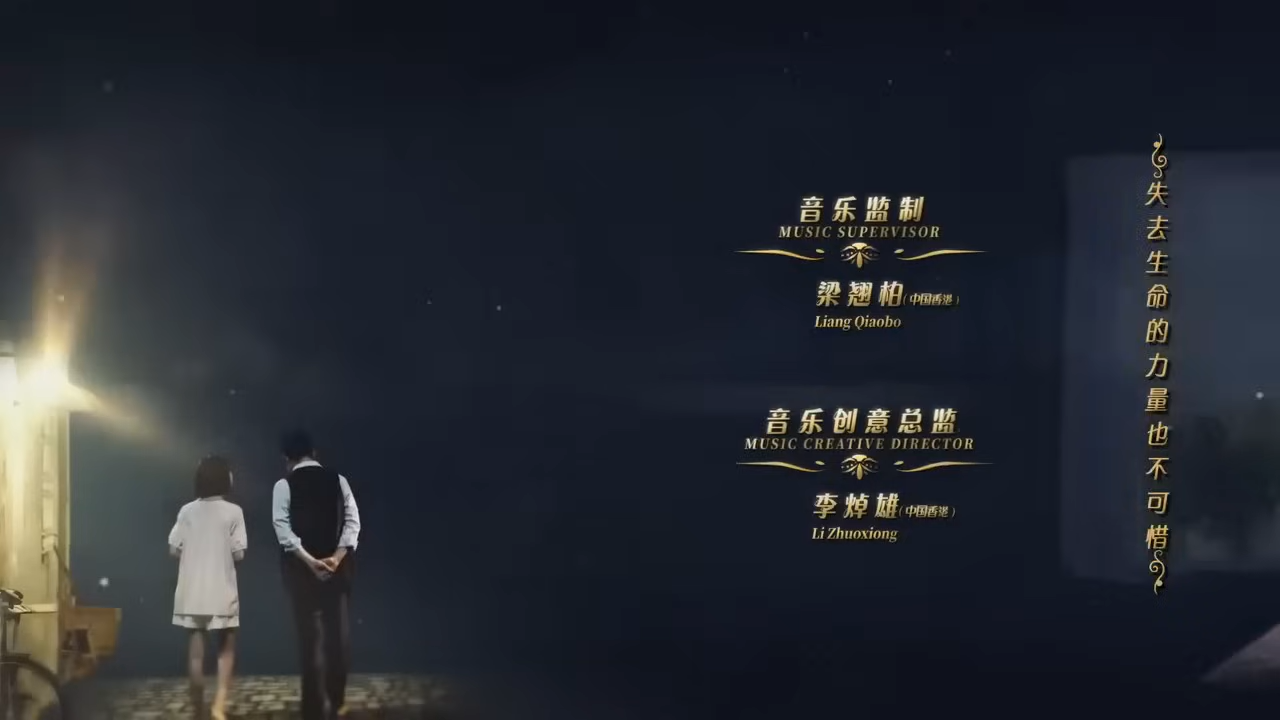 音乐监制
MUSIC SUPERVISOR
梁翘柏(中国香港)
Liang Qiaobo
音乐创意总监
MUSIC CREATIVE DIRECTOR
李焯雄(中国香港)
Li Zhuoxiong
失去生命的力量也不可惜